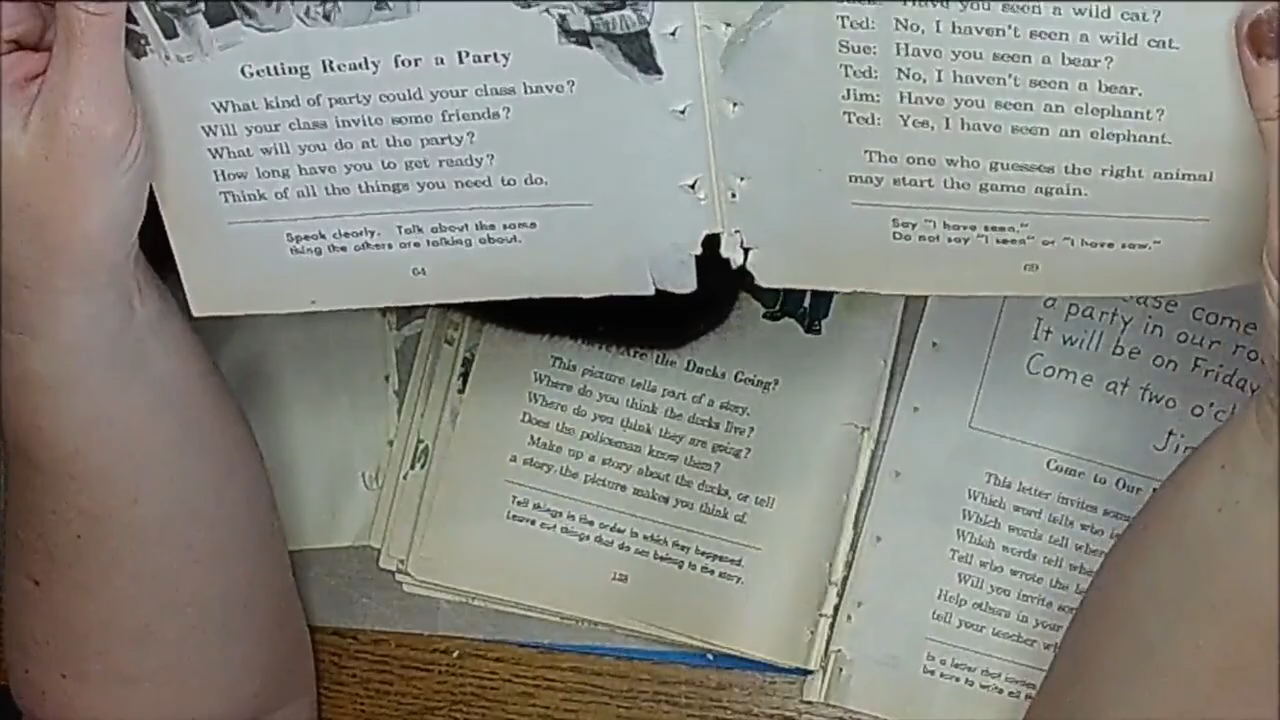 Getting Ready for a Party
What kind of party could your class have?
Will your class invite some friends?
What will you do at the party?
How long have you to get ready?
Think of all the things you need to do.
Speak clearly. Talk about the same
thing the others are talking about.
64
Have you seen a wild cat?
Ted: No, I haven't seen a wild cat.
Sue: Have you seen a bear?
Ted: No, I haven't seen a bear.
Jim: Have you seen an elephant?
Ted: Yes, I have seen an elephant.
The one who guesses the right animal
may start the game again.
Say "I have seen."
Do not say "I seen" or "I have saw."
69
Are the Ducks Going?
This picture tells part of a story.
Where do you think the ducks live?
Where do you think they are going?
Does the policeman know them?
Make up a story about the ducks, or tell
a story the picture makes you think of.
Tell things in the order in which they happened.
Leave out things that do not belong to the story.
come
a party in our
It will be on Friday
Come at two
Come to Our
This letter invites
Which word tells who is
Which words tell
Which words tell
Tell who wrote the
Will you invite
Help others in your
tell your teacher
In a letter that
be sure to write all